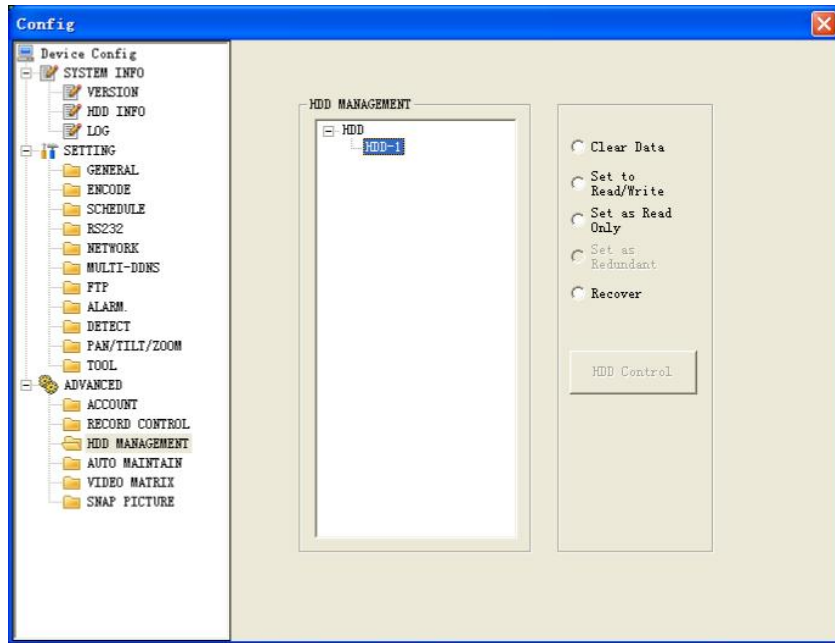 Config
Device Config
SYSTEM INFO
VERSION
HDD INFO
LOG
SETTING
GENERAL
ENCODE
SCHEDULE
RS232
NETWORK
MULTI-DDNS
FTP
ALARM.
DETECT
PAN/TILT/ZOOM
TOOL
ADVANCED
ACCOUNT
RECORD CONTROL
HDD MANAGEMENT
AUTO MAINTAIN
VIDEO MATRIX
SNAP PICTURE
HDD MANAGEMENT
HDD
HDD-1
Clear Data
Set to
Read/Write
Set as Read
Only
Set as
Redundant
Recover
HDD Control